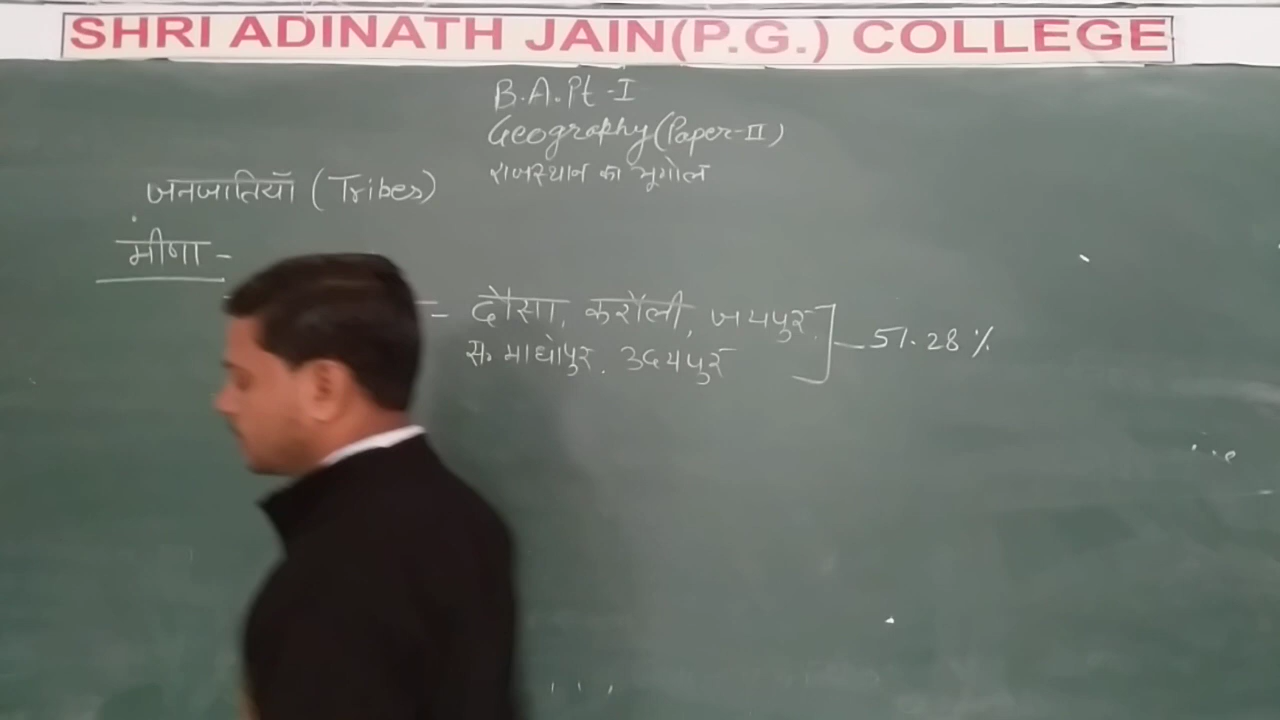 SHRI ADINATH JAIN(P.G.) COLLEGE
B.A.Pt-I
Geography(Paper-II)
राजस्थान का भूगोल
जनजातियाँ (Tribes)
मीणा -
- दौसा, करौली, जयपुर,
स० माधोपुर. उदयपुर
51.28%